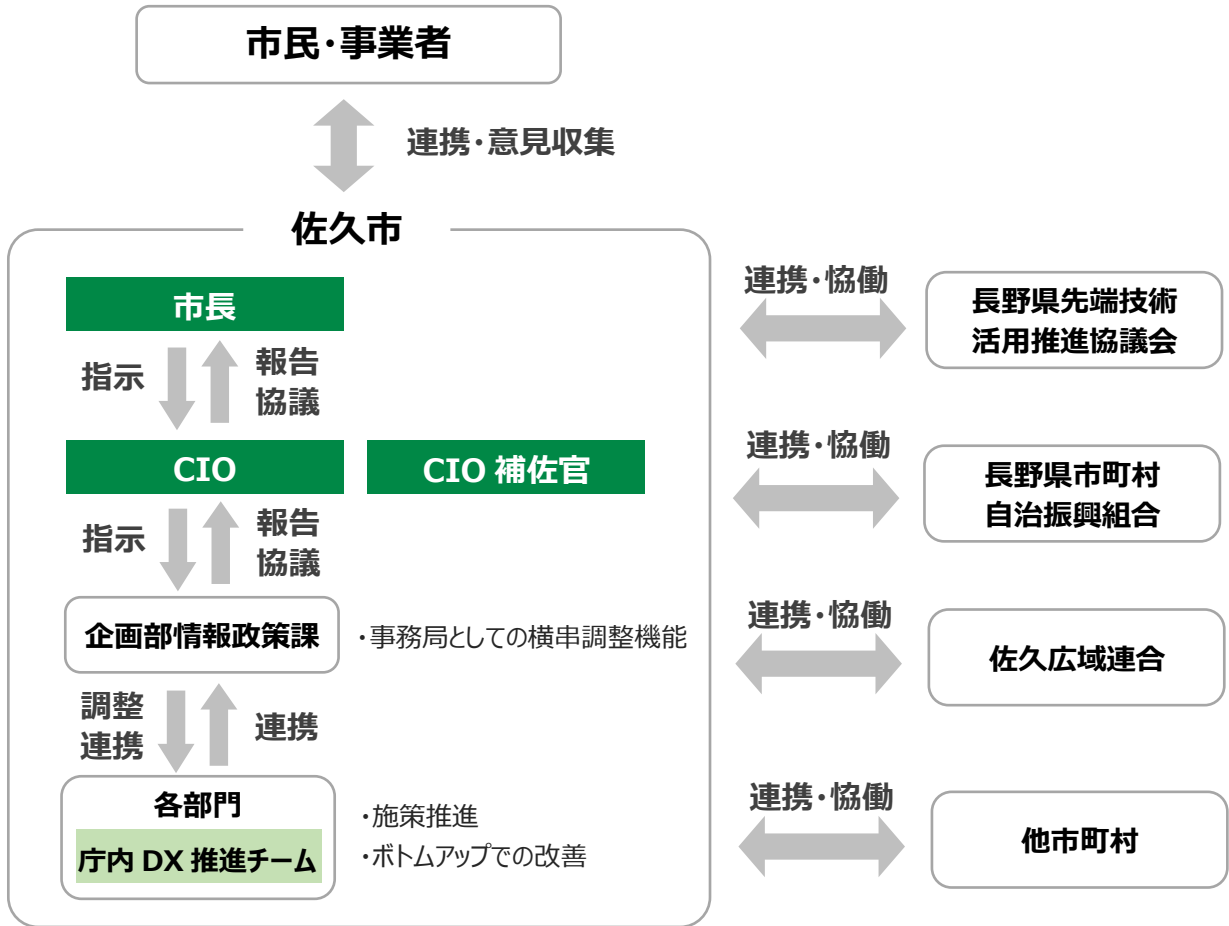 市民・事業者
連携・意見収集
佐久市
市長
指示
報告
協議
CIO
CIO 補佐官
指示
報告
協議
企画部情報政策課
・事務局としての横串調整機能
調整
連携
連携
各部門
庁内 DX 推進チーム
・施策推進
・ボトムアップでの改善
連携・恊働
長野県先端技術
活用推進協議会
連携・恊働
長野県市町村
自治振興組合
連携・恊働
佐久広域連合
連携・恊働
他市町村